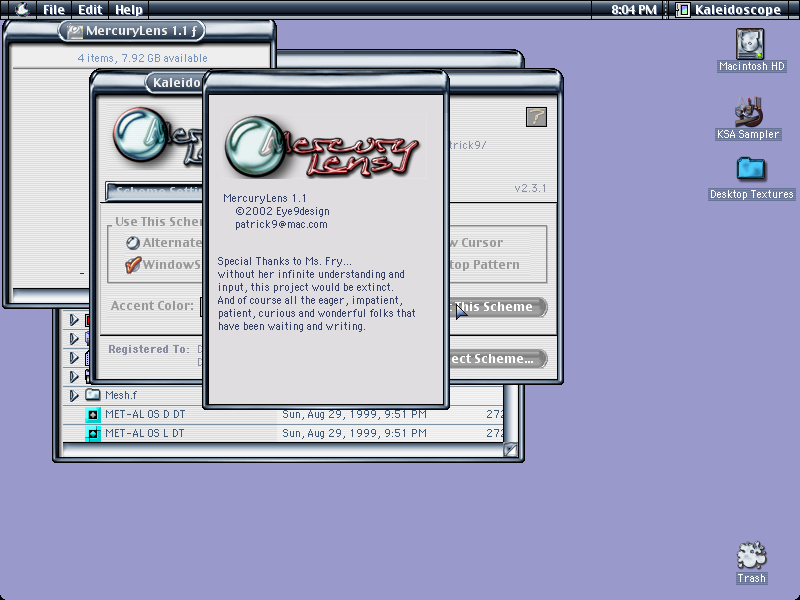 File Edit Help
8:04 PM
Kaleidoscope
MercuryLens 1.1 ƒ
4 items, 7.92 GB available
Macintosh HD
KSA Sampler
Desktop Textures
Trash
Kaleido
trick9/
v2.3.1
Mercury
Lens
MercuryLens 1.1
©2002 Eye9design
patrick9@mac.com
Special Thanks to Ms. Fry...
without her infinite understanding and
input, this project would be extinct.
And of course all the eager, impatient,
patient, curious and wonderful folks that
have been waiting and writing.
Scheme Setti
Use This Schem
Alternate
w Cursor
WindowS
top Pattern
Accent Color:
This Scheme
Registered To:
ect Scheme...
Mesh.f
MET-AL OS D DT Sun, Aug 29, 1999, 9:51 PM 272
MET-AL OS L DT Sun, Aug 29, 1999, 9:51 PM 272